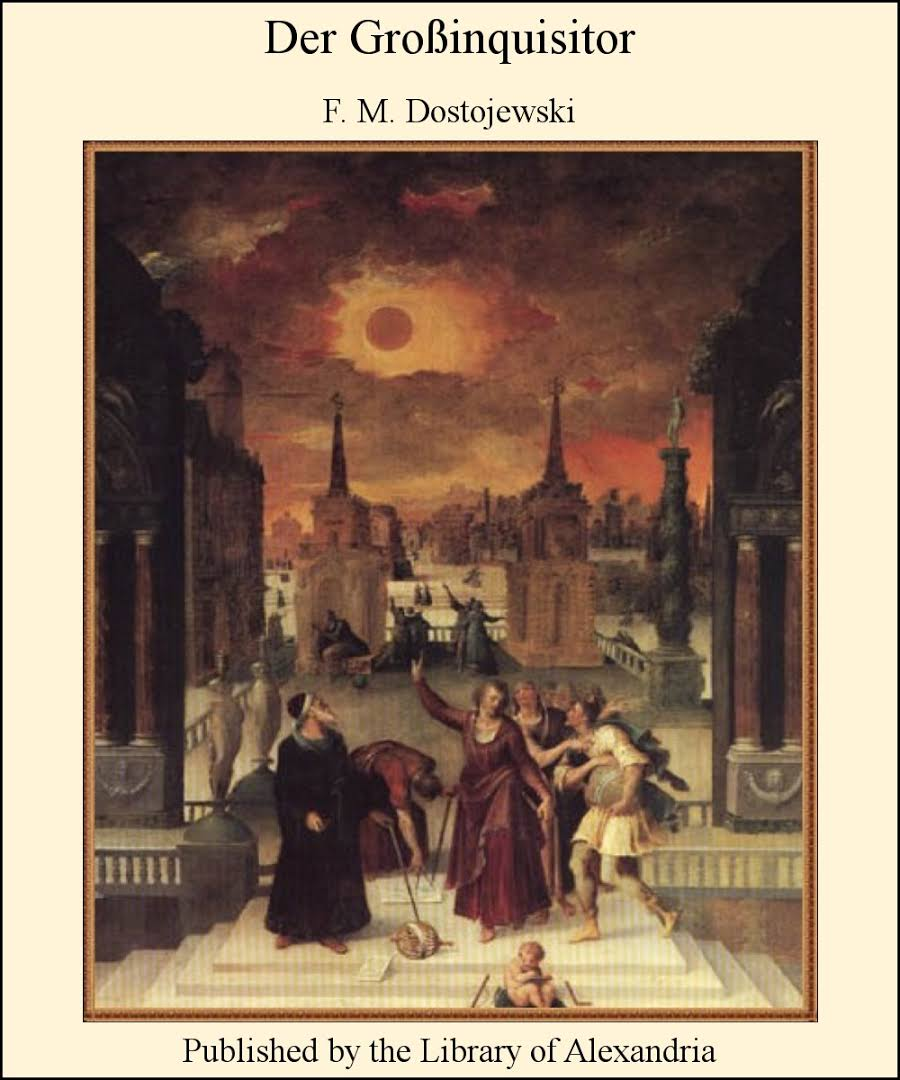 Der Großinquisitor
F. M. Dostojewski
Published by the Library of Alexandria